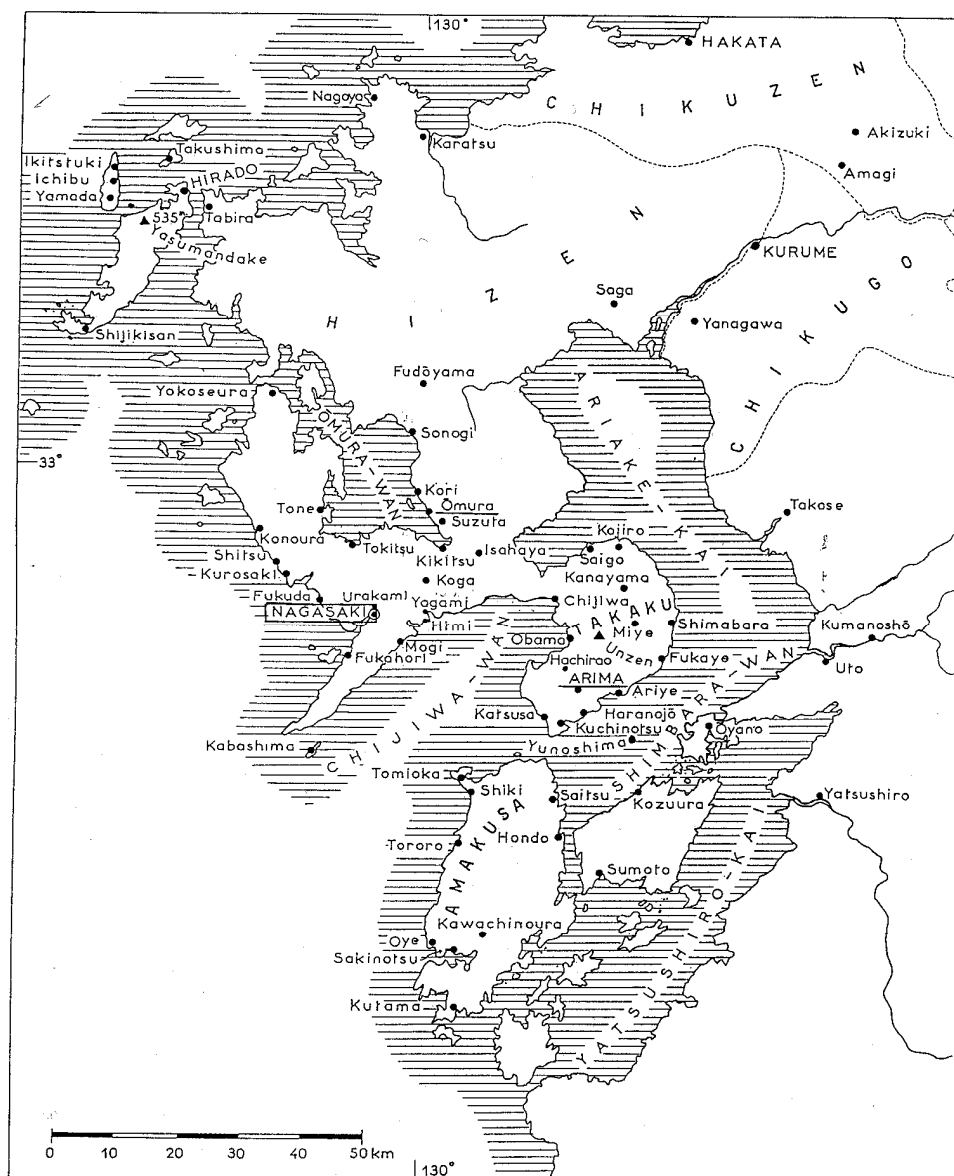 130°
HAKATA
CHIKUZEN
Nagoya
Karatsu
Akizuki
Amagi
Takushima
Ikitstuki
Ichibu
Yamada
HIRADO
Tabira
535m
Yasumandake
Shijikisan
HIZEN
KURUME
Saga
Yanagawa
CHIKUGO
Fudōyama
Yokoseura
ŌMURA-WAN
Sonogi
ARIAKE-KAI
33°
Kori
Ōmura
Suzuta
Tone
Takose
Konoura
Tokitsu
Kikitsu
Isahaya
Kojiro
Saigo
Shitsu
Kurosaki
Koga
Kanayama
Fukuda
Urakami
Yagami
Chijiwa
NAGASAKI
Himi
TAKAKU
Miye
Shimabara
Kumanoshō
Mogi
Obama
Unzen
Fukahori
Hachirao
Fukaye
Uto
ARIMA
Ariye
CHIJIWA-WAN
Katsusa
Haranojō
Kuchinotsu
SHIMBARA-WAN
Ōyano
Kabashima
Yunoshima
Tomioka
Shiki
Saitsu
Kozuura
Yatsushiro
AMAKUSA
Tororo
Hondo
Sumoto
Kawachinoura
Oye
Sakinotsu
YATSUSHIRO-KAI
Kutama
0 10 20 30 40 50 km
130°